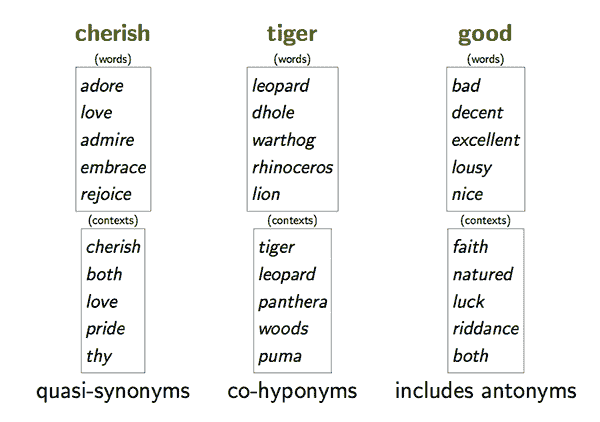 cherish tiger good
(words) (words) (words)
adore leopard bad
love dhole decent
admire warthog excellent
embrace rhinoceros lousy
rejoice lion nice
(contexts) (contexts) (contexts)
cherish tiger faith
both leopard natured
love panthera luck
pride woods riddance
thy puma both
quasi-synonyms co-hyponyms includes antonyms